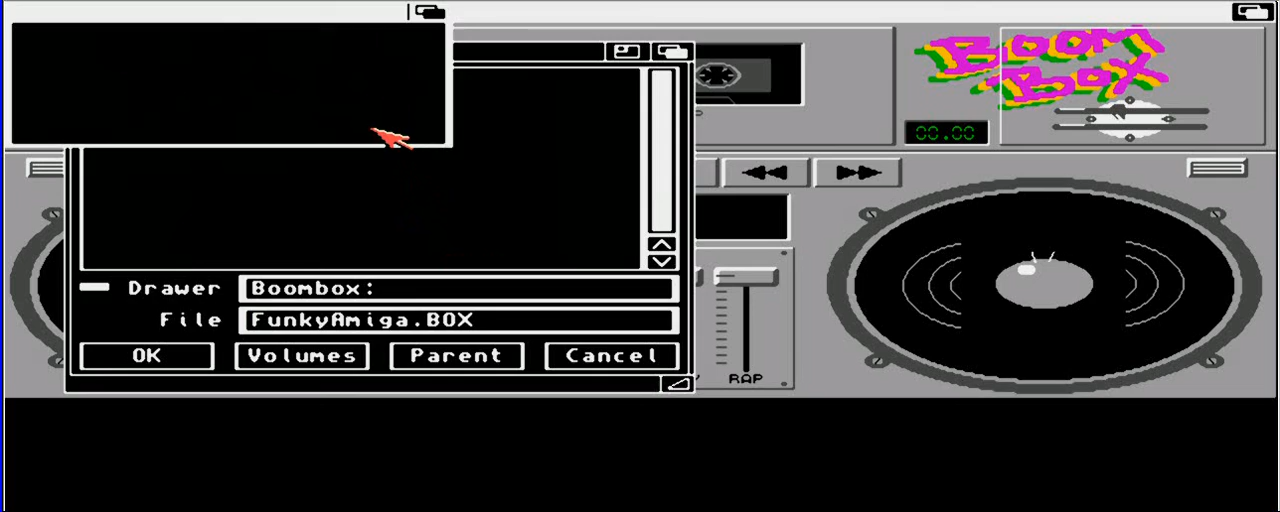 BOOM
BOX
00.00
Drawer Boombox:
File FunkyAmiga.BOX
OK Volumes Parent Cancel
RAP